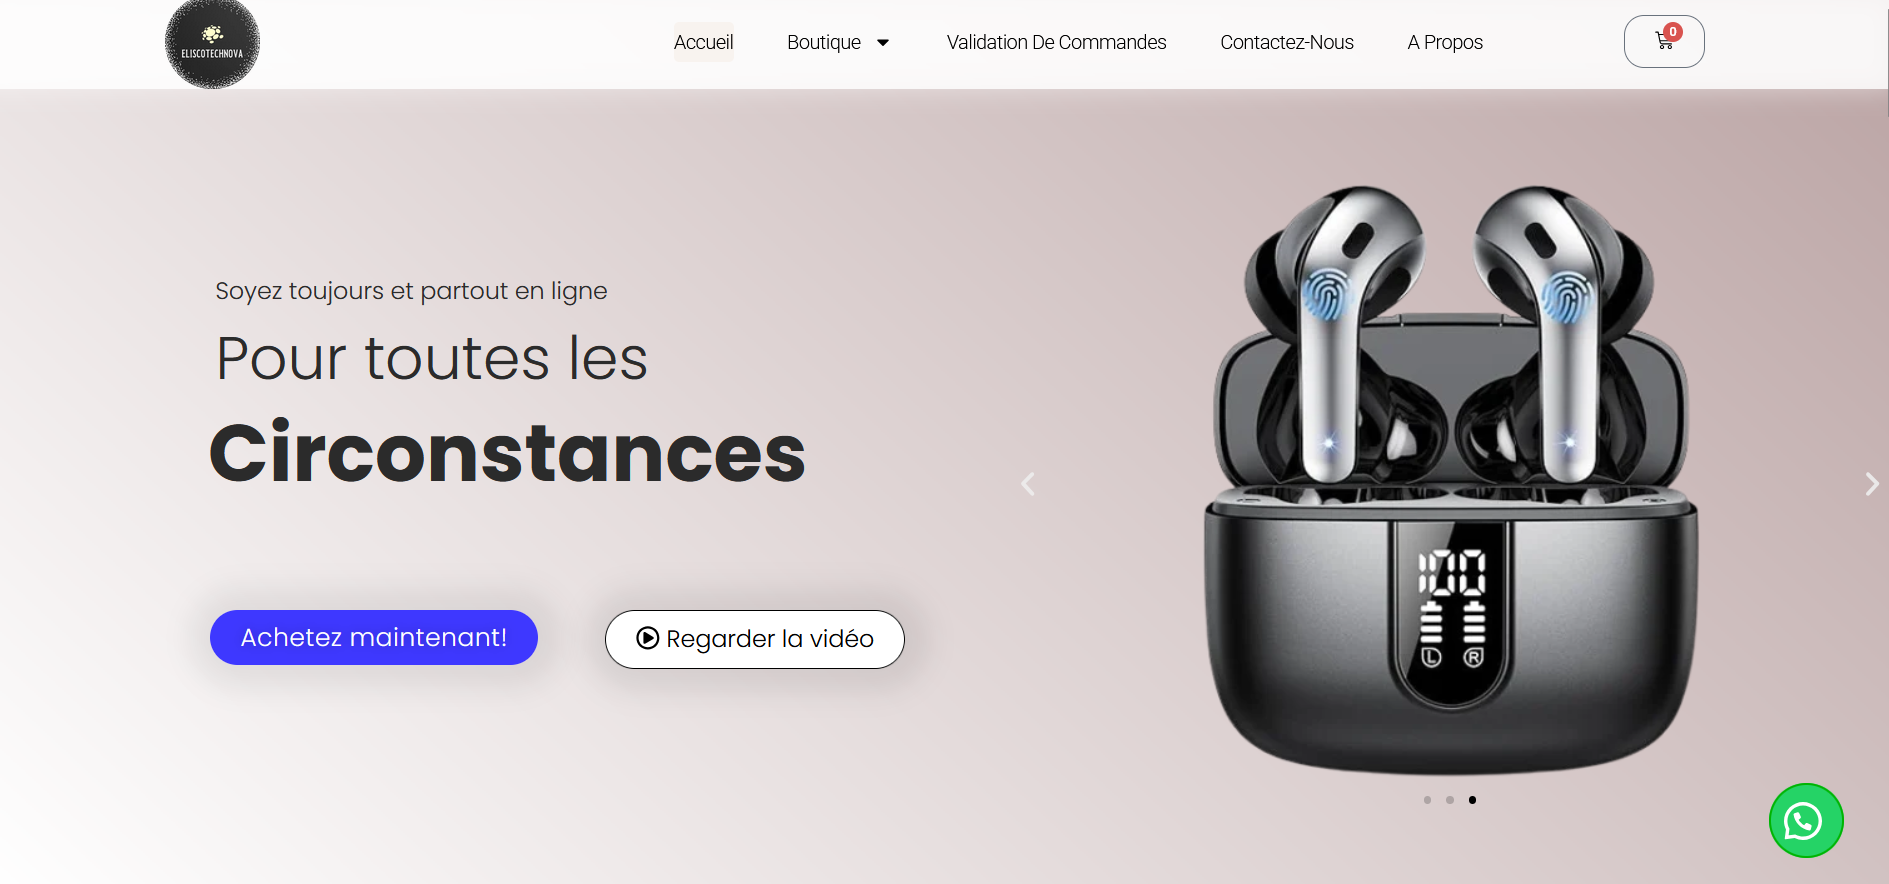 ELISCOTECHNOVA
Accueil
Boutique
Validation De Commandes
Contactez-Nous
A Propos
0
Soyez toujours et partout en ligne
Pour toutes les
Circonstances
Achetez maintenant!
Regarder la vidéo
100
L R